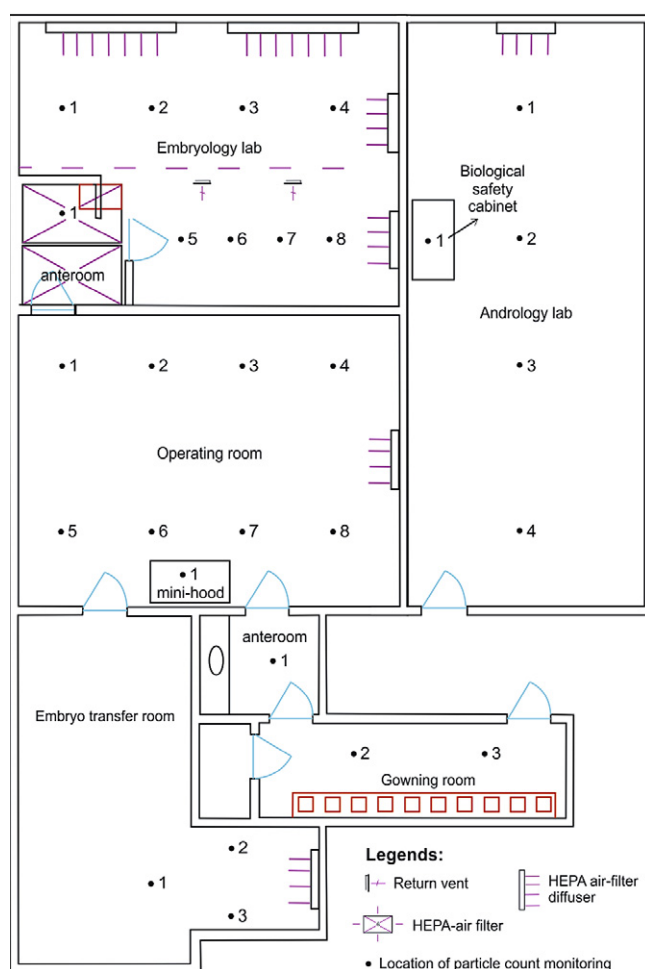 1 2 3 4 1
Embryology lab
Biological
safety
cabinet
1 5 6 7 8 1 2
anteroom
Andrology lab
1 2 3 4 3
Operating room
5 6 7 8 4
1
mini-hood
anteroom
1
Embryo transfer room
2 3
Gowning room
2
1
3
Legends:
Return vent
HEPA air-filter
diffuser
HEPA-air filter
Location of particle count monitoring